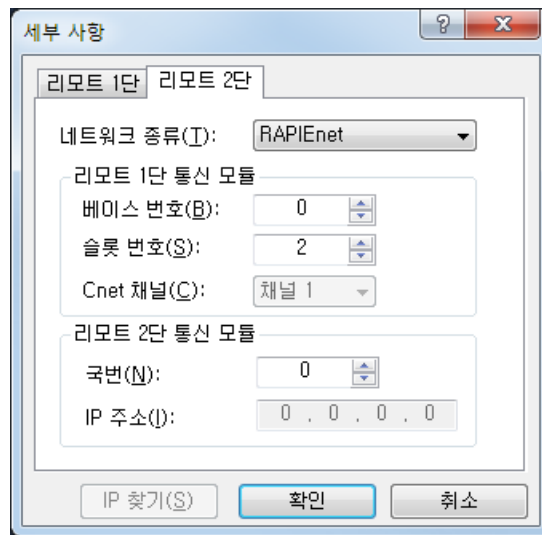 세부 사항
리모트 1단 리모트 2단
네트워크 종류(T): RAPIEnet
리모트 1단 통신 모듈
베이스 번호(B): 0
슬롯 번호(S): 2
Cnet 채널(C): 채널 1
리모트 2단 통신 모듈
국번(N): 0
IP 주소(I): 0 . 0 . 0 . 0
IP 찾기(S) 확인 취소